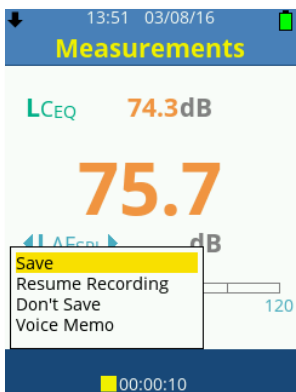 13:51 03/08/16
Measurements
LCEQ 74.3dB
75.7
LAFSPL dB
Save
Resume Recording
Don't Save
Voice Memo
120
00:00:10